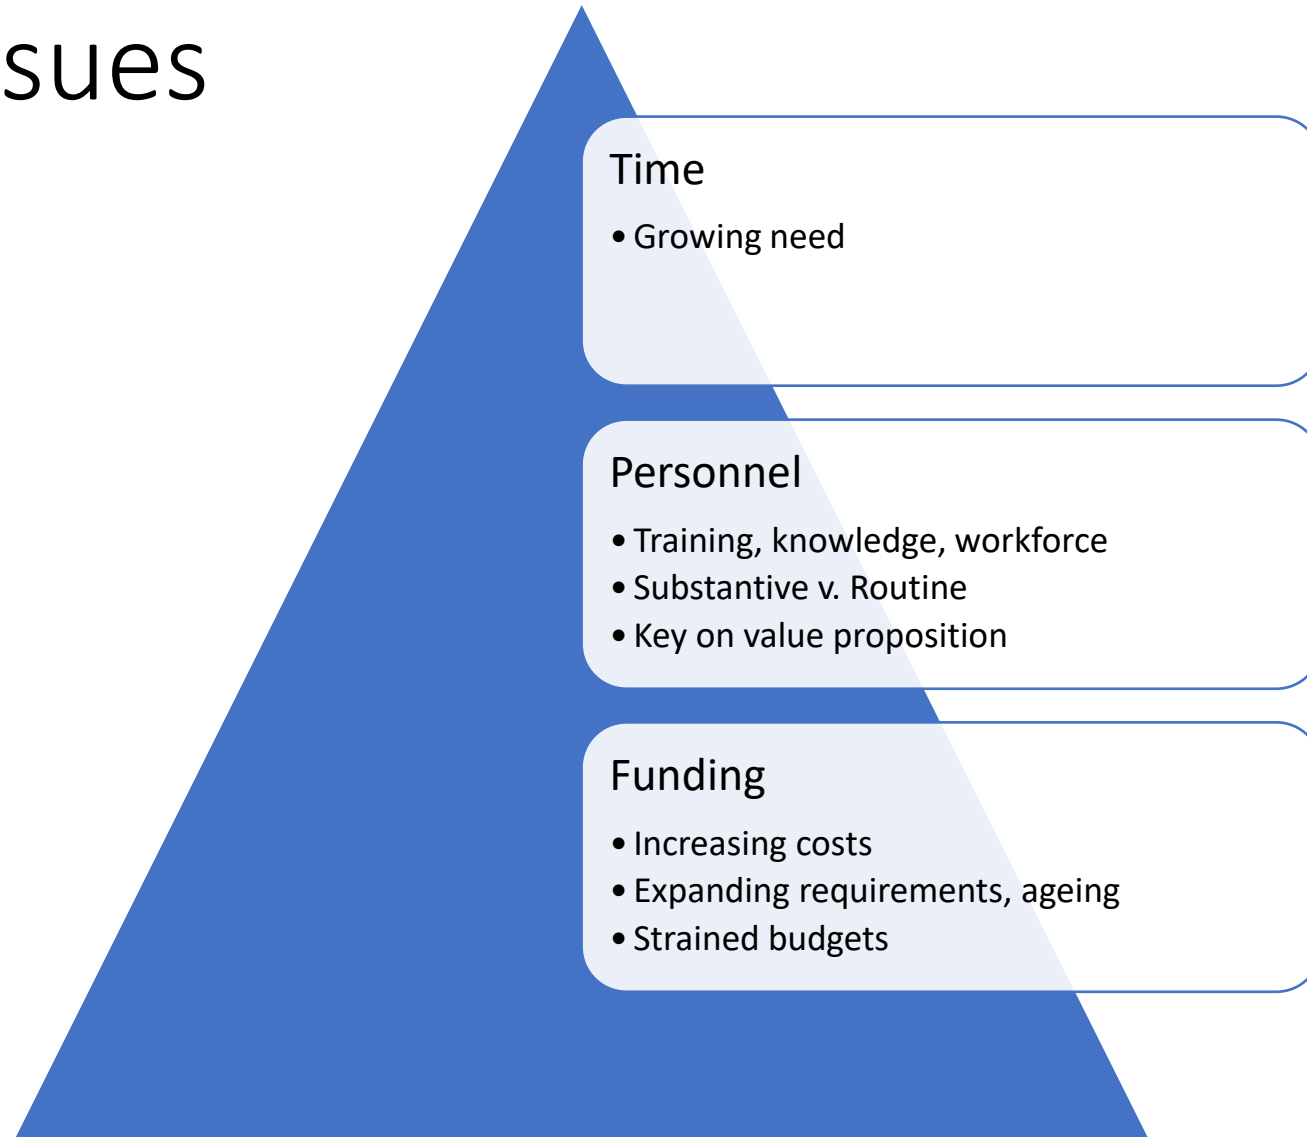 sues
Time
• Growing need
Personnel
• Training, knowledge, workforce
• Substantive v. Routine
• Key on value proposition
Funding
• Increasing costs
• Expanding requirements, ageing
• Strained budgets